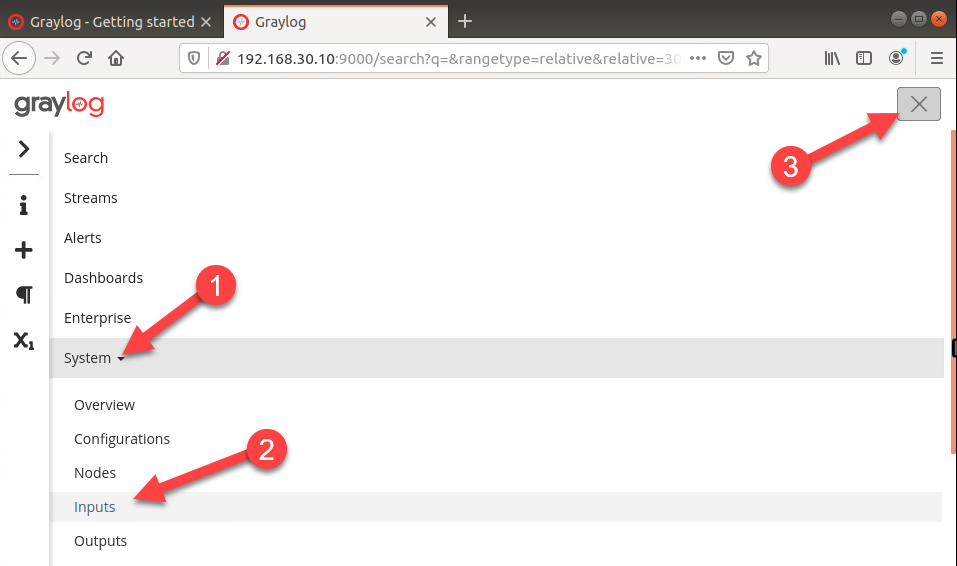 Graylog - Getting started
Graylog
192.168.30.10:9000/search?q=&rangetype=relative&relative=30
graylog
3
Search
Streams
Alerts
Dashboards
1
Enterprise
System
Overview
Configurations
2
Nodes
Inputs
Outputs
X1